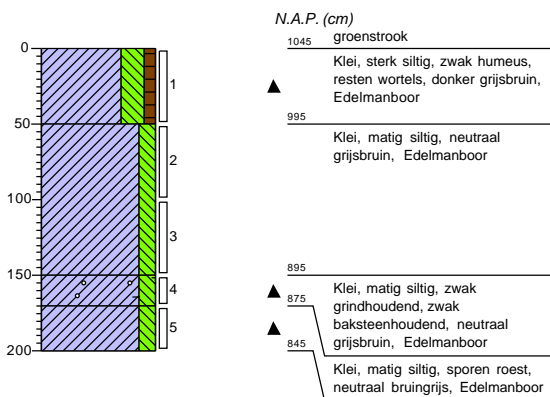 N.A.P. (cm)
0
1045 groenstrook
1
Klei, sterk siltig, zwak humeus,
resten wortels, donker grijsbruin,
Edelmanboor
50
995
2
Klei, matig siltig, neutraal
grijsbruin, Edelmanboor
100
3
150
895
4
Klei, matig siltig, zwak
grindhoudend, zwak
baksteenhoudend, neutraal
grijsbruin, Edelmanboor
875
5
200
845
Klei, matig siltig, sporen roest,
neutraal bruingrijs, Edelmanboor